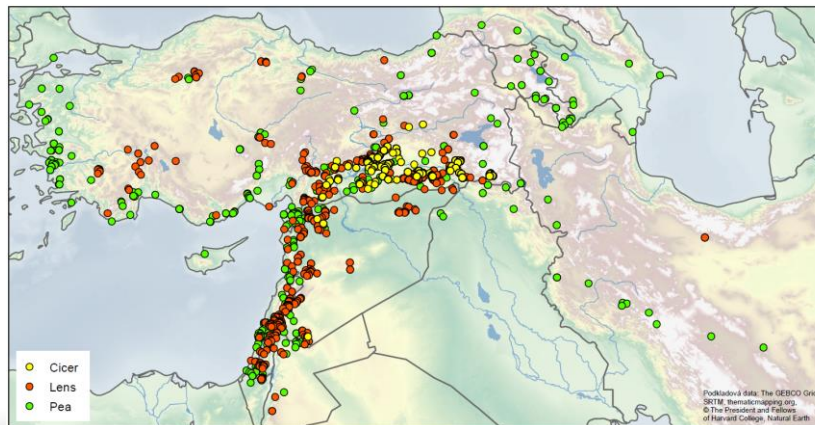 Cicer
Lens
Pea
Podkladová data: The GEBCO Grid
SRTM, thematicmapping.org,
© The President and Fellows
of Harvard College, Natural Earth